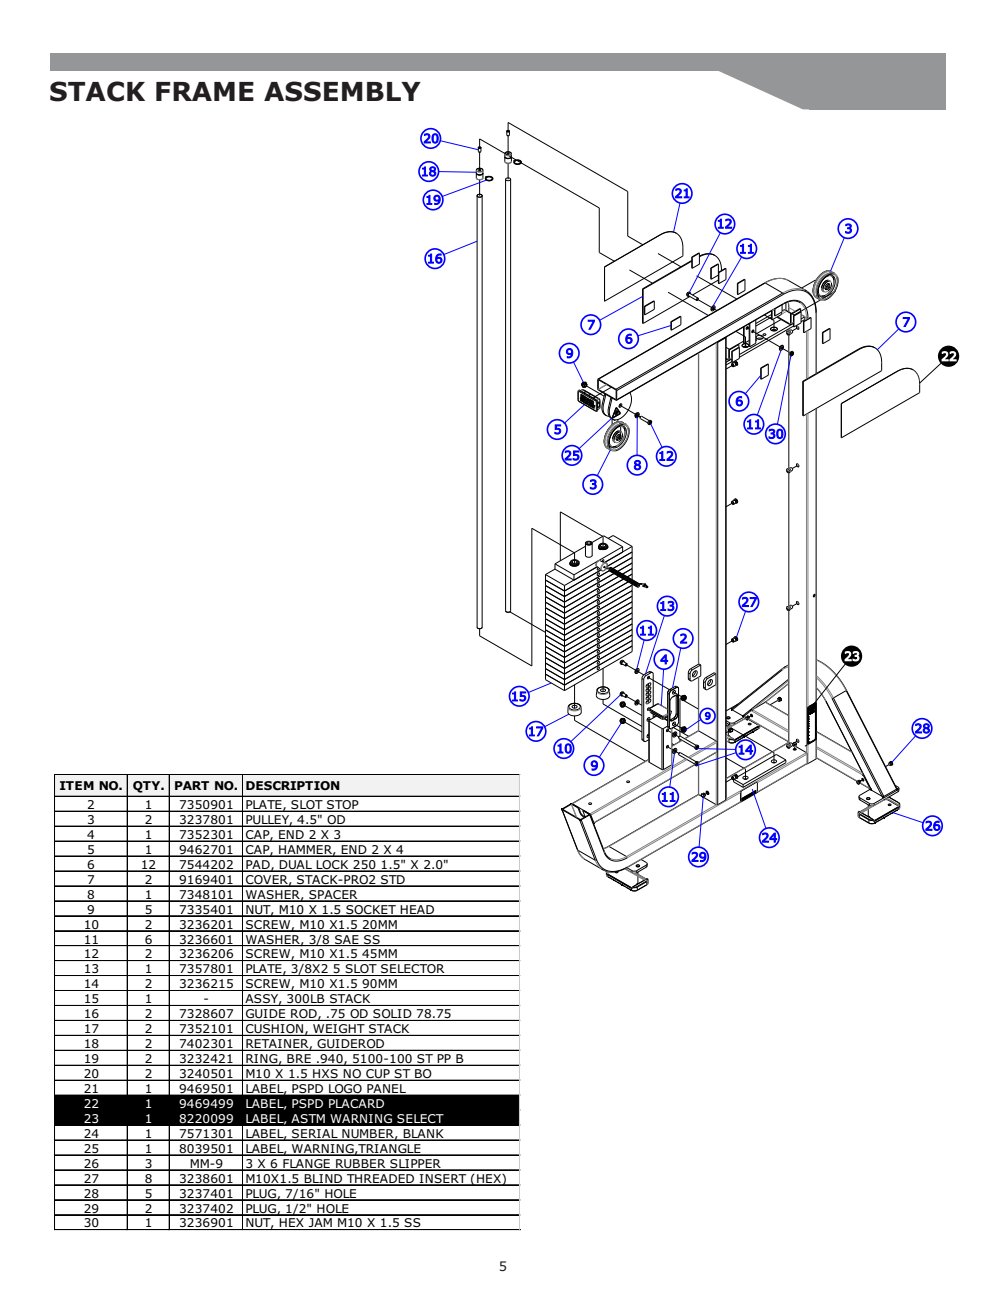 STACK FRAME ASSEMBLY
20
18
19
16
21
12
11
3
7
6
9
5
25
3
8
12
7
22
6
11
30
27
13
11
2
4
23
15
17
10
9
9
14
11
28
26
24
29
ITEM NO. QTY. PART NO. DESCRIPTION
2 1 7350901 PLATE, SLOT STOP
3 2 3237801 PULLEY, 4.5" OD
4 1 7352301 CAP, END 2 X 3
5 1 9462701 CAP, HAMMER, END 2 X 4
6 12 7544202 PAD, DUAL LOCK 250 1.5" X 2.0"
7 2 9169401 COVER, STACK-PRO2 STD
8 1 7348101 WASHER, SPACER
9 5 7335401 NUT, M10 X 1.5 SOCKET HEAD
10 2 3236201 SCREW, M10 X1.5 20MM
11 6 3236601 WASHER, 3/8 SAE SS
12 2 3236206 SCREW, M10 X1.5 45MM
13 1 7357801 PLATE, 3/8X2 5 SLOT SELECTOR
14 2 3236215 SCREW, M10 X1.5 90MM
15 1 - ASSY, 300LB STACK
16 2 7328607 GUIDE ROD, .75 OD SOLID 78.75
17 2 7352101 CUSHION, WEIGHT STACK
18 2 7402301 RETAINER, GUIDEROD
19 2 3232421 RING, BRE .940, 5100-100 ST PP B
20 2 3240501 M10 X 1.5 HXS NO CUP ST BO
21 1 9469501 LABEL, PSPD LOGO PANEL
22 1 9469499 LABEL, PSPD PLACARD
23 1 8220099 LABEL, ASTM WARNING SELECT
24 1 7571301 LABEL, SERIAL NUMBER, BLANK
25 1 8039501 LABEL, WARNING,TRIANGLE
26 3 MM-9 3 X 6 FLANGE RUBBER SLIPPER
27 8 3238601 M10X1.5 BLIND THREADED INSERT (HEX)
28 5 3237401 PLUG, 7/16" HOLE
29 2 3237402 PLUG, 1/2" HOLE
30 1 3236901 NUT, HEX JAM M10 X 1.5 SS
5